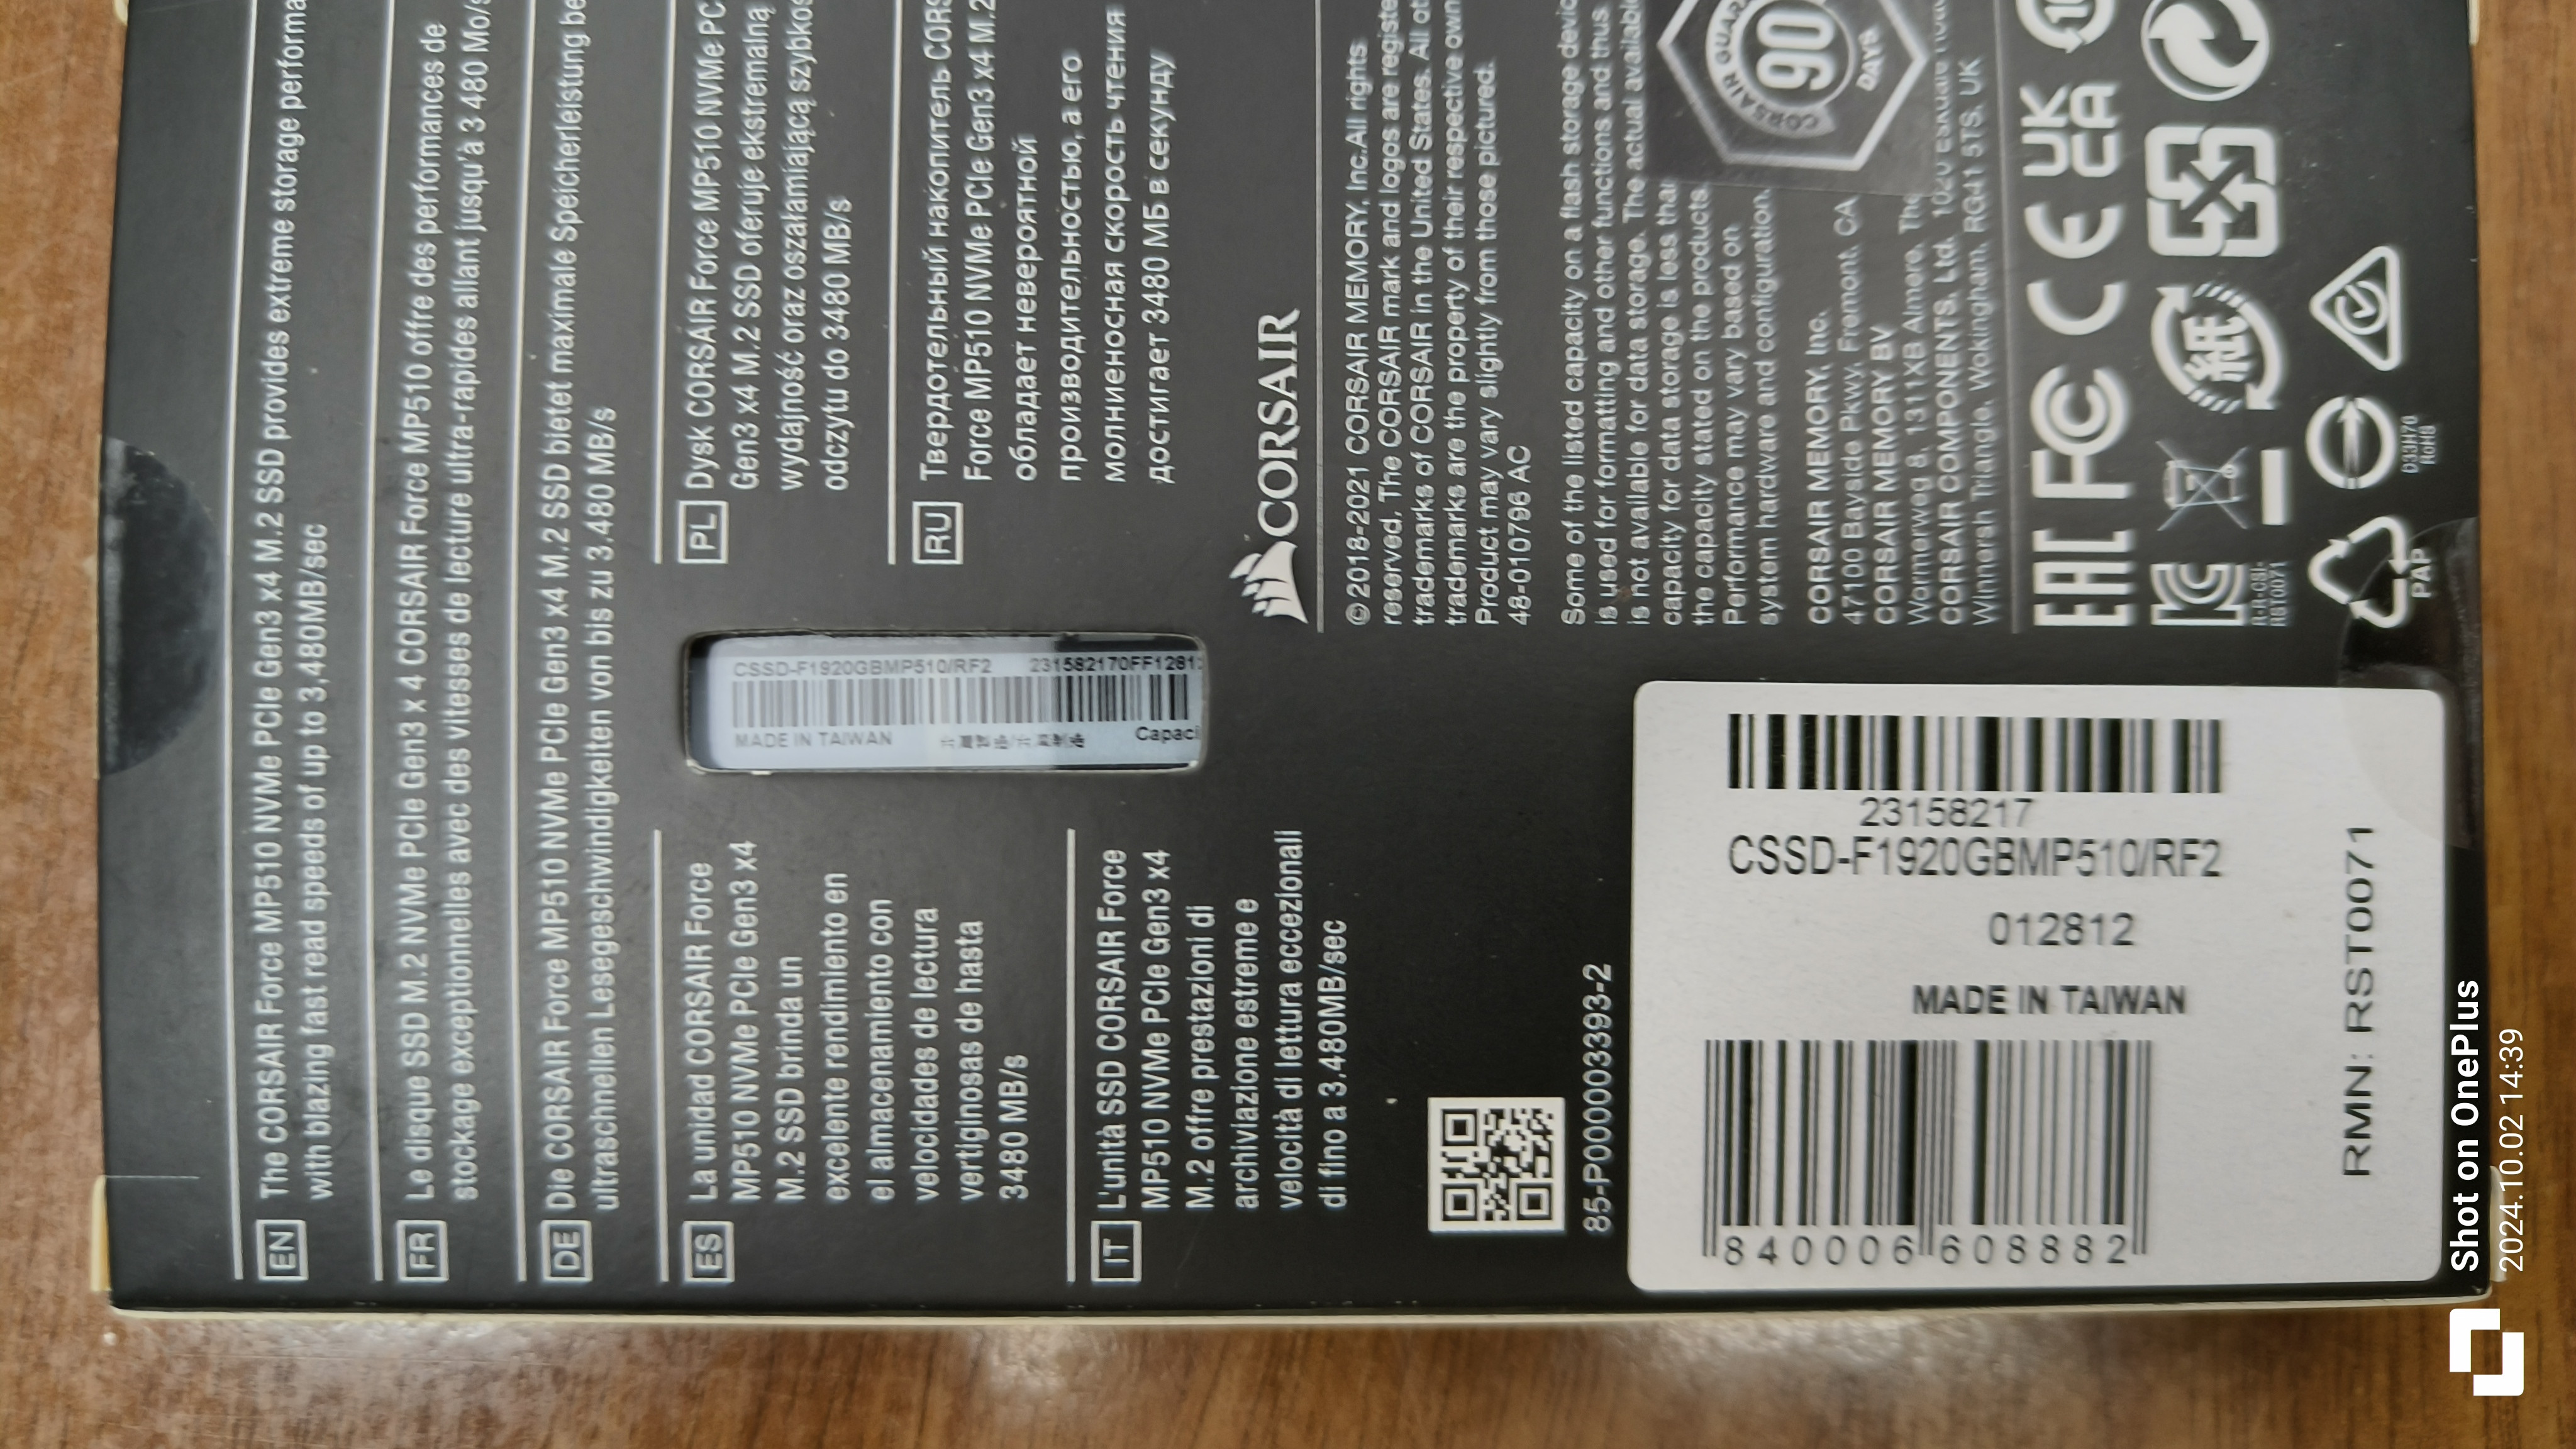 EN
The CORSAIR Force MP510 NVMe PCIe Gen3 x4 M.2 SSD provides extreme storage
with blazing fast read speeds of up to 3,480MB/sec
FR
Le disque SSD M.2 NVMe PCIe Gen3 x 4 CORSAIR Force MP510 offre des performances de
stockage exceptionnelles avec des vitesses de lecture ultra-rapides allant jusqu'à 3 480 Mo/s
DE
Die CORSAIR Force MP510 NVMe PCIe Gen3 x4 M.2 SSD bietet maximale Speicherleistung
ultraschnellen Lesegeschwindigkeiten von bis zu 3.480 MB/s
ES
La unidad CORSAIR Force
MP510 NVMe PCIe Gen3 x4
M.2 SSD brinda un
excelente rendimiento en
el almacenamiento con
velocidades de lectura
vertiginosas de hasta
3480 MB/s
IT
L'unità SSD CORSAIR Force
MP510 NVMe PCIe Gen3 x4
M.2 offre prestazioni di
archiviazione estreme e
velocità di lettura eccezionali
di fino a 3.480MB/sec
PL
Dysk CORSAIR Force MP510 NVMe
Gen3 x4 M.2 SSD oferuje ekstremalną
wydajność oraz oszałamiającą
odczytu do 3480 MB/s
RU
Твердотельный накопитель
Force MP510 NVMe PCIe Gen3 x4 M.2
обладает невероятной
производительностью, а его
молниеносная скорость чтения
достигает 3480 МБ в секунду
CSSD-F1920GBMP510/RF2
MADE IN TAIWAN
CORSAIR
©2018-2021 CORSAIR MEMORY, Inc.All rights
reserved. The CORSAIR mark and logos are
trademarks of CORSAIR in the United States. All
trademarks are the property of their respective
Product may vary slightly from those pictured.
48-010796 AC
Some of the listed capacity on a flash storage
is used for formatting and other functions and thus
is not available for data storage. The actual available
capacity for data storage is less
the capacity stated on the products.
Performance may vary based on
system hardware and configuration.
CORSAIR MEMORY, Inc.
47100 Bayside Pkwy, Fremont, CA
CORSAIR MEMORY BV
Wormerweg 8, 1311XB Almere, The
CORSAIR COMPONENTS, Ltd.
Winnersh Triangle, Wokingham, RG41 5TS. UK
CORSAIR
90
DAYS
EAC FC CE UK CA
紙
R-R-CSI-
RST0071
PAP
D33H70
RoHS
85-P000003393-2
23158217
CSSD-F1920GBMP510/RF2
012812
MADE IN TAIWAN
8 40006 60888 2
RMN: RST0071
Shot on OnePlus
2024.10.02 14:39